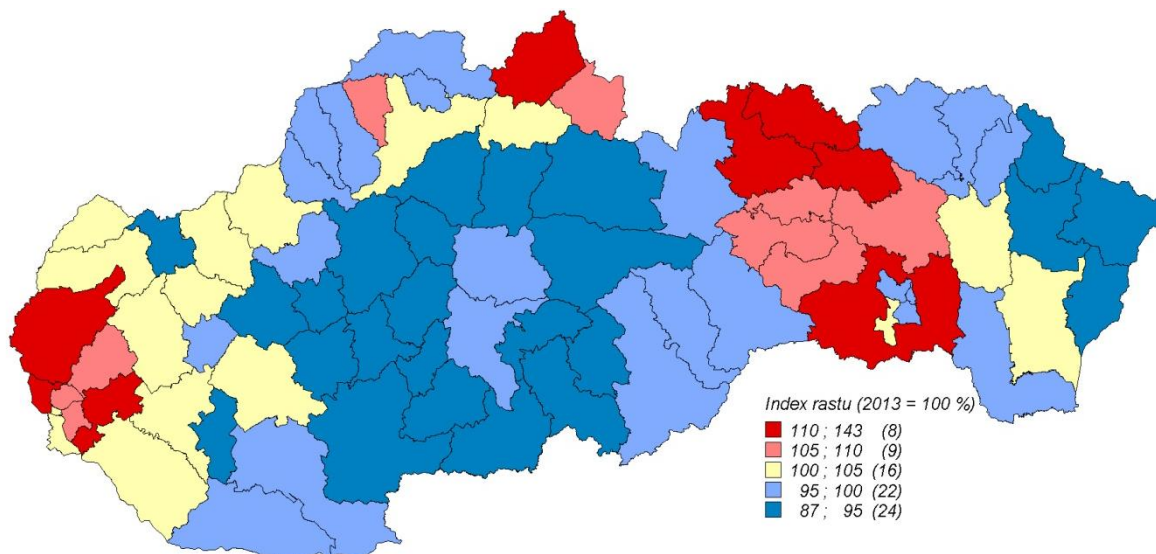 Index rastu (2013 = 100 %)
110 ; 143 (8)
105 ; 110 (9)
100 ; 105 (16)
95 ; 100 (22)
87 ; 95 (24)